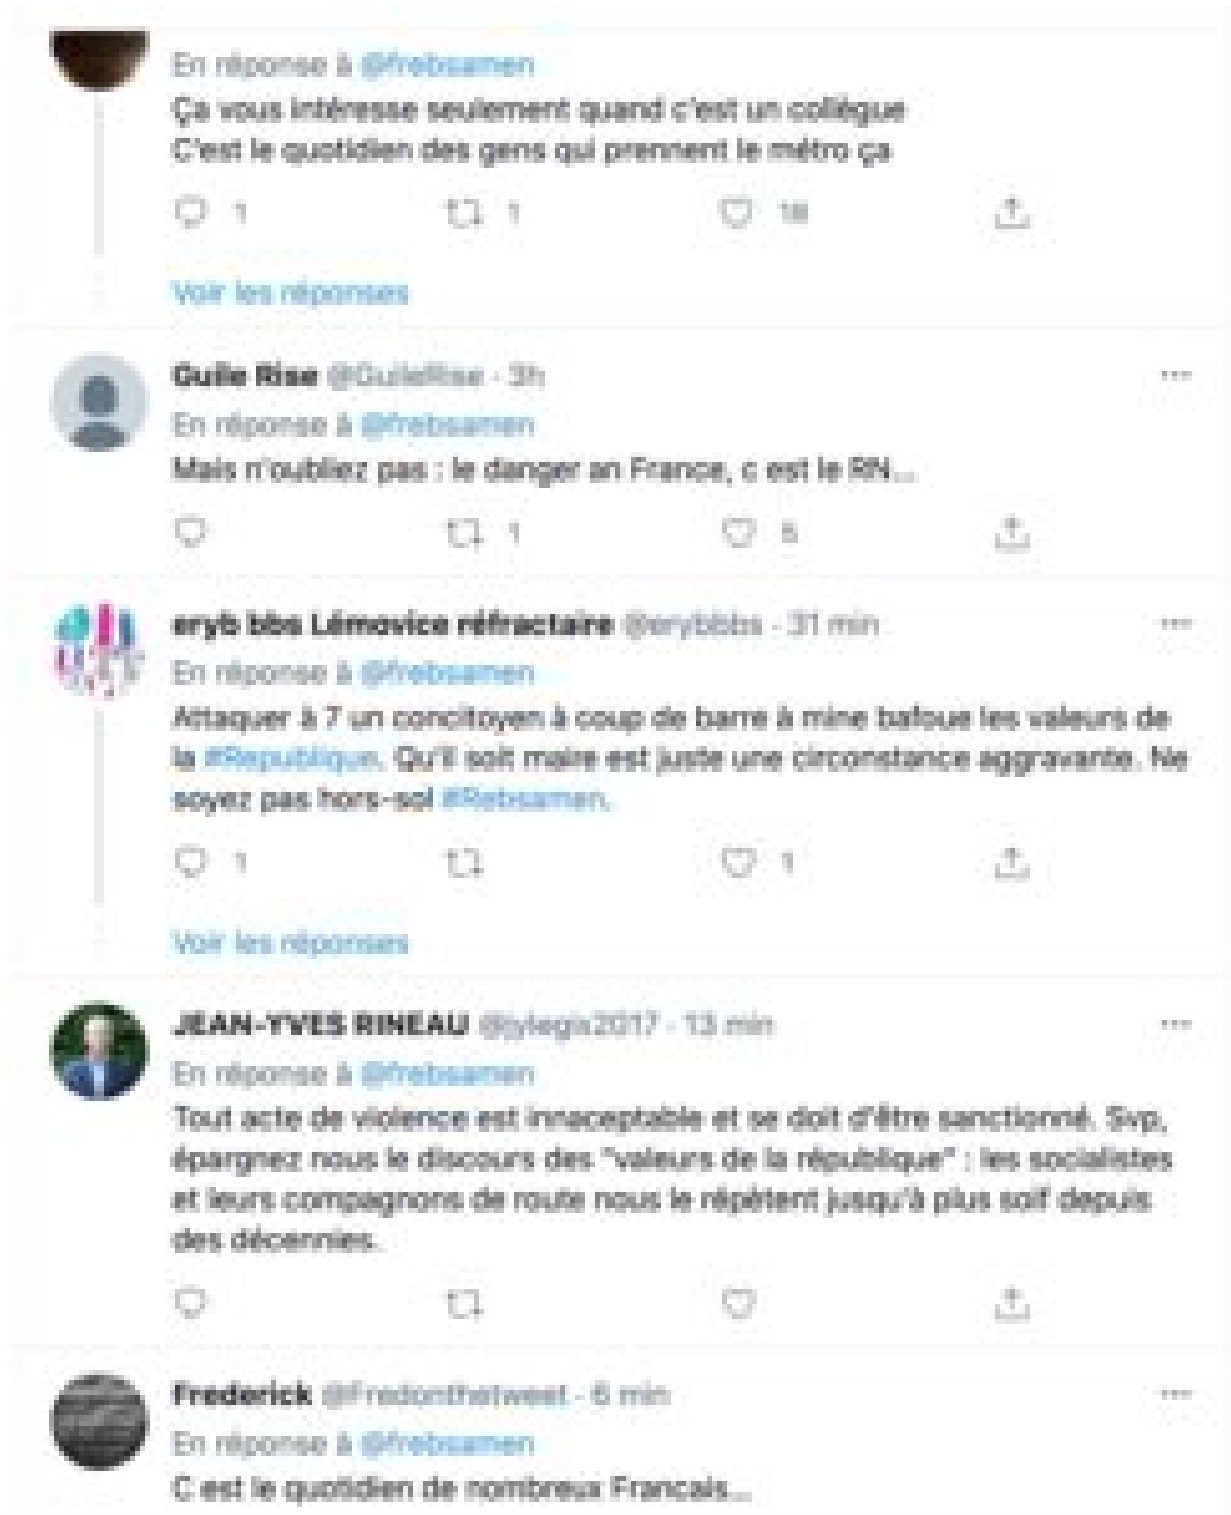 En réponse à @frebsamen
Ça vous intéresse seulement quand c'est un collègue
C'est le quotidien des gens qui prennent le métro ça
1 1 18
Voir les réponses
Guile Rise @GuileRise · 3h
En réponse à @frebsamen
Mais n'oubliez pas : le danger an France, c est le RN...
1 5
eryb bbs Lémovice réfractaire @erybbbs · 31 min
En réponse à @frebsamen
Attaquer à 7 un concitoyen à coup de barre à mine bafoue les valeurs de
la #Republique. Qu'il soit maire est juste une circonstance aggravante. Ne
soyez pas hors-sol #Rebsamen.
1 1
Voir les réponses
JEAN-YVES RINEAU @jylegis2017 · 13 min
En réponse à @frebsamen
Tout acte de violence est innaceptable et se doit d'être sanctionné. Svp,
épargnez nous le discours des "valeurs de la république" : les socialistes
et leurs compagnons de route nous le répètent jusqu'à plus soif depuis
des décennies.
Frederick @Fredonthetweet · 6 min
En réponse à @frebsamen
C est le quotidien de nombreux Francais...